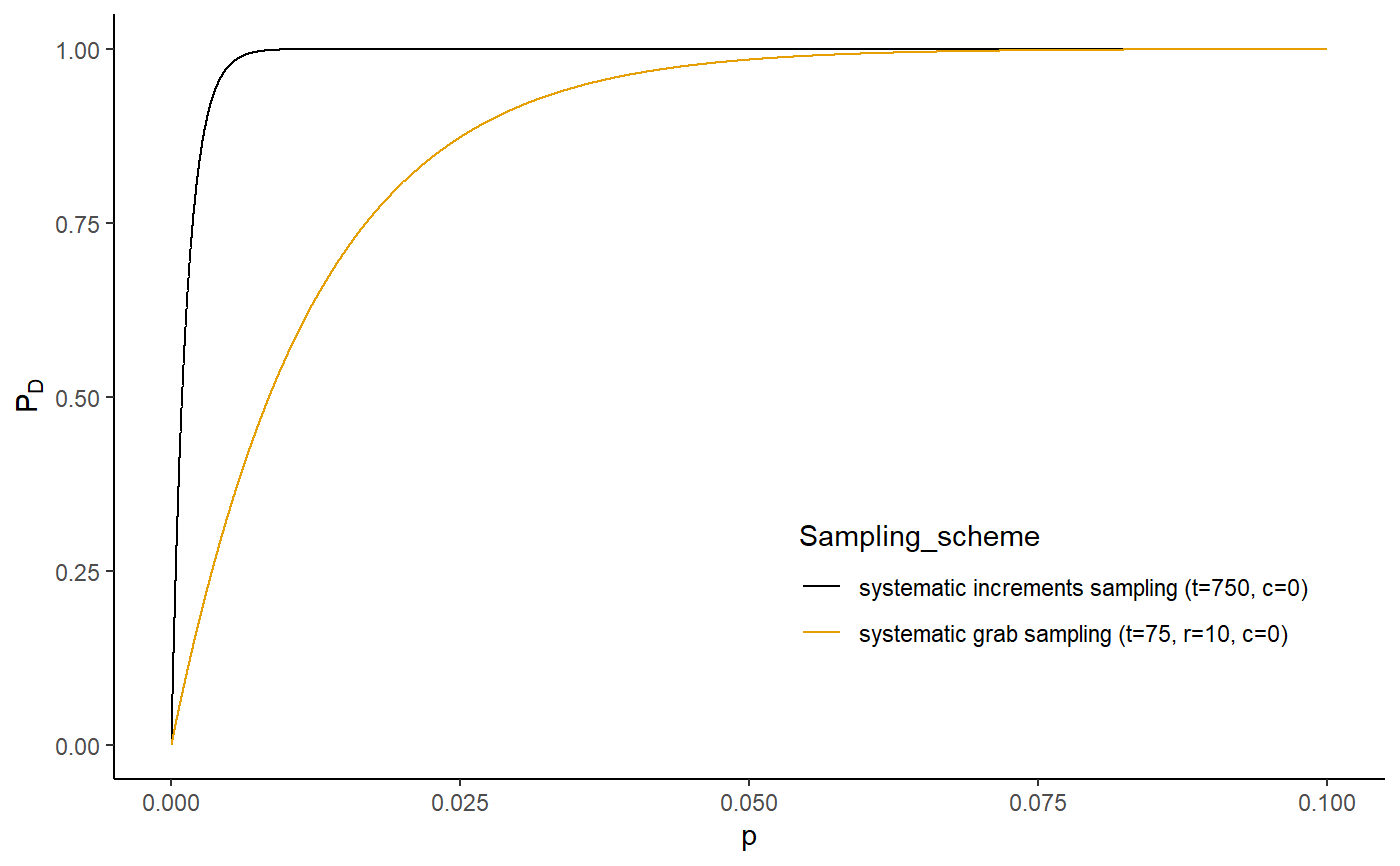 1.00
0.75
0.50
0.25
0.00
P_D
Sampling_scheme
systematic increments sampling (t=750, c=0)
systematic grab sampling (t=75, r=10, c=0)
0.000 0.025 0.050 0.075 0.100
p